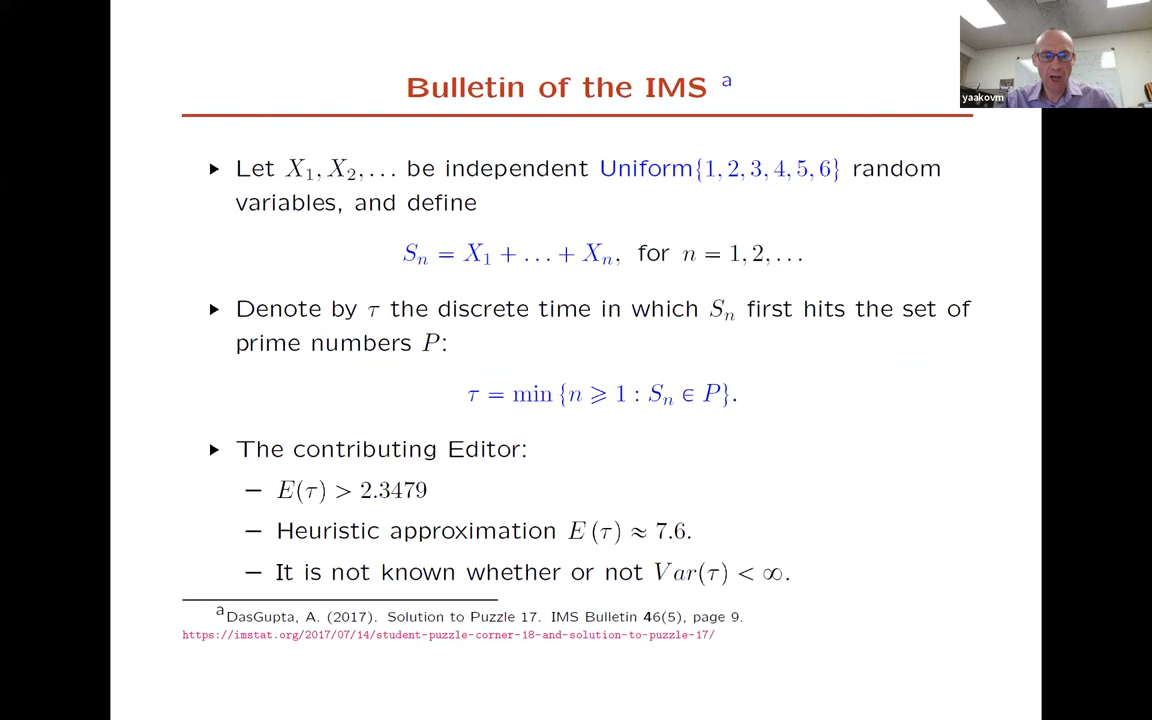 Bulletin of the IMS a
yaakovm
▶ Let X₁, X₂, … be independent Uniform{1, 2, 3, 4, 5, 6} random
variables, and define
Sₙ = X₁ + … + Xₙ, for n = 1, 2, …
▶ Denote by τ the discrete time in which Sₙ first hits the set of
prime numbers P:
τ = min {n ⩾ 1 : Sₙ ∈ P}.
▶ The contributing Editor:
– E(τ) > 2.3479
– Heuristic approximation E (τ) ≈ 7.6.
– It is not known whether or not Var(τ) < ∞.
a DasGupta, A. (2017). Solution to Puzzle 17. IMS Bulletin 46(5), page 9.
https://imstat.org/2017/07/14/student-puzzle-corner-18-and-solution-to-puzzle-17/